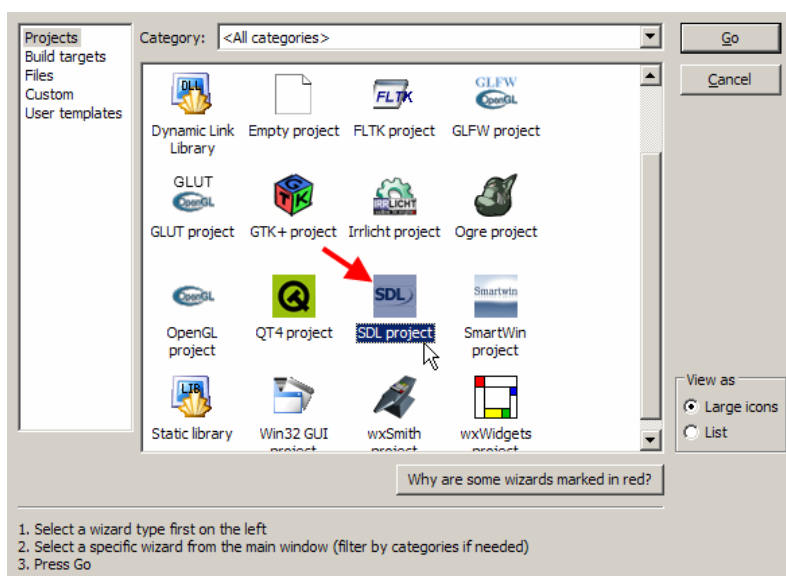 Projects
Build targets
Files
Custom
User templates
Category: <All categories>
Go
Cancel
DLL
FLTK
GLFW
OpenGL
Dynamic Link
Library
Empty project
FLTK project
GLFW project
GLUT
OpenGL
GTK
IRRLICHT
GLUT project
GTK+ project
Irrlicht project
Ogre project
OpenGL
SDL
Smartwin
OpenGL
project
QT4 project
SDL project
SmartWin
project
LIB
Static library
Win32 GUI
project
wxSmith
project
wxWidgets
project
View as
Large icons
List
Why are some wizards marked in red?
1. Select a wizard type first on the left
2. Select a specific wizard from the main window (filter by categories if needed)
3. Press Go